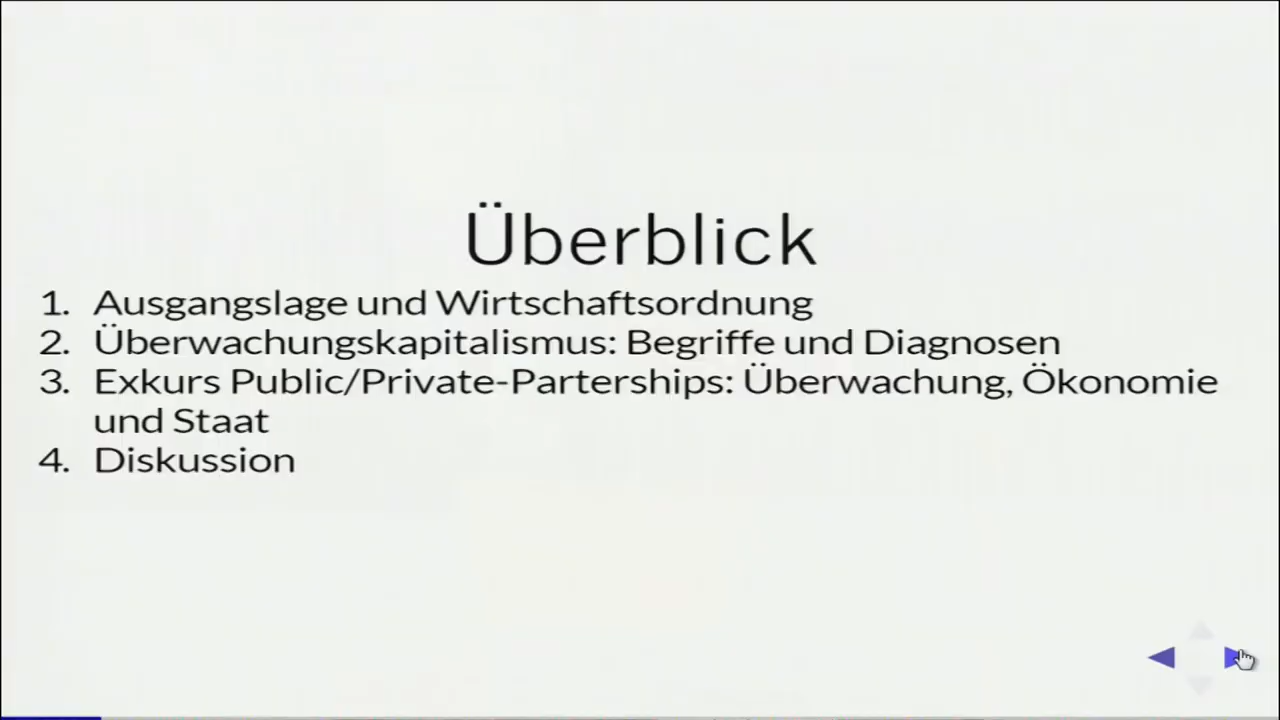 Überblick
1. Ausgangslage und Wirtschaftsordnung
2. Überwachungskapitalismus: Begriffe und Diagnosen
3. Exkurs Public/Private-Parterships: Überwachung, Ökonomie
und Staat
4. Diskussion